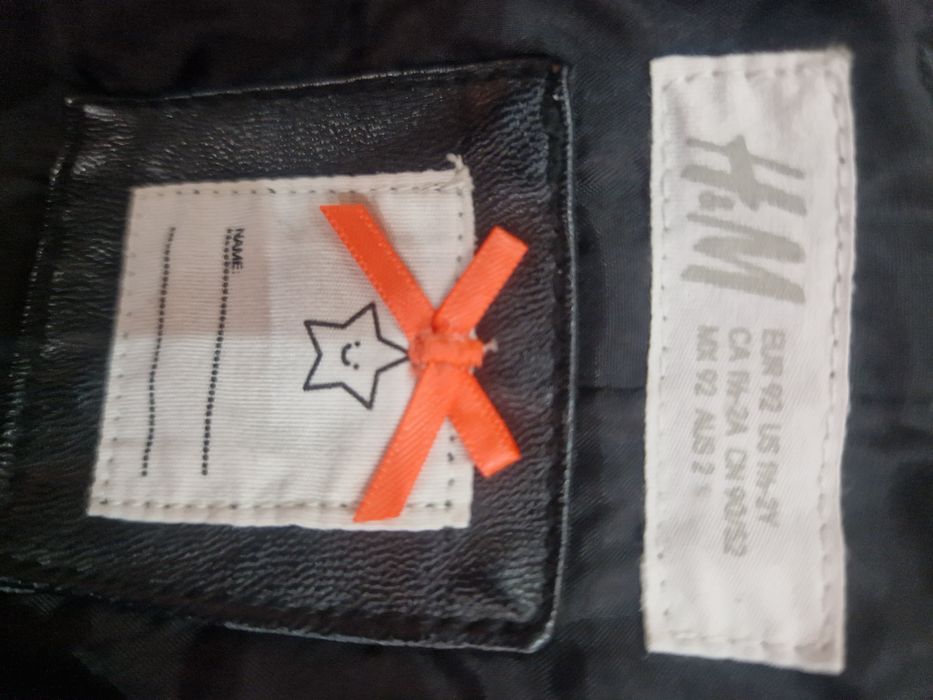 NAME:
H&M
EUR 92 US 1½-2Y
CA 1½-2A CN 90/52
MX 92 AUS 2